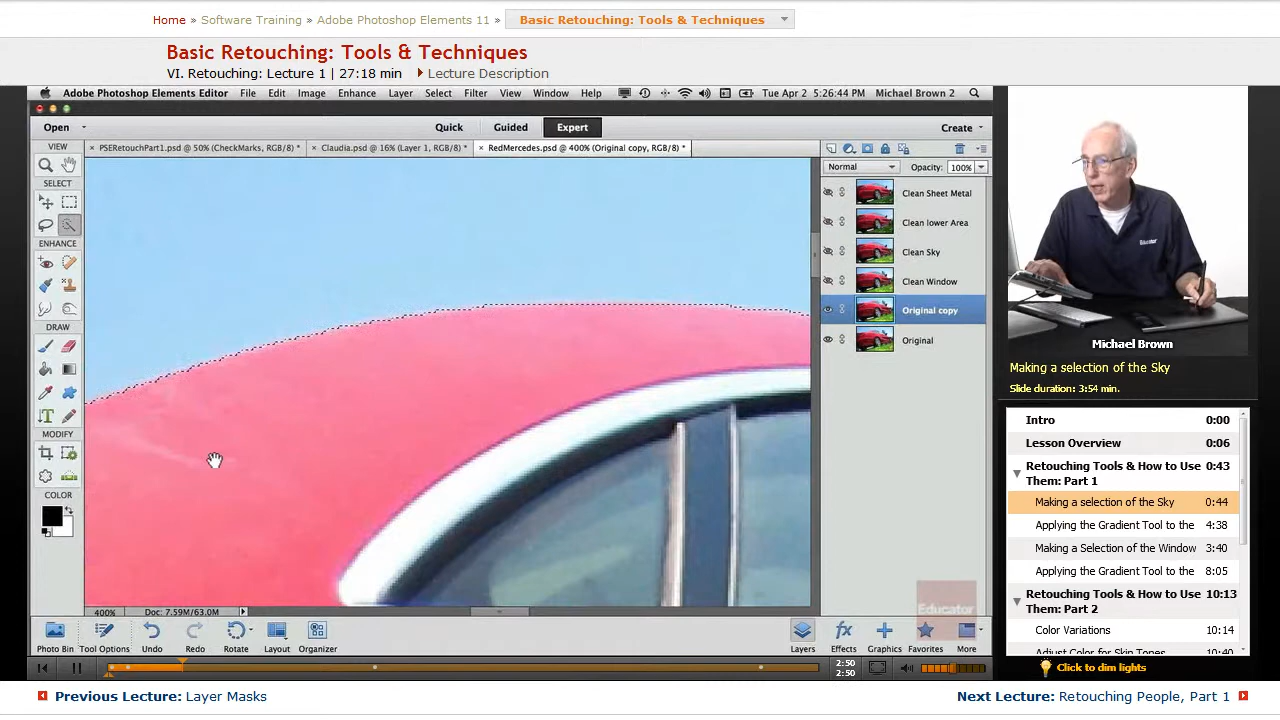 Home » Software Training » Adobe Photoshop Elements 11 » Basic Retouching: Tools & Techniques
Basic Retouching: Tools & Techniques
VI. Retouching: Lecture 1 | 27:18 min Lecture Description
Adobe Photoshop Elements Editor File Edit Image Enhance Layer Select Filter View Window Help Tue Apr 2 5:26:44 PM Michael Brown 2
Open Quick Guided Expert Create
VIEW
× PSERetouchPart1.psd @ 50% (CheckMarks, RGB/8) * × Claudia.psd @ 16% (Layer 1, RGB/8) * × RedMercedes.psd @ 400% (Original copy, RGB/8) *
Normal Opacity: 100%
SELECT
Clean Sheet Metal
Clean lower Area
ENHANCE
Clean Sky
Clean Window
Original copy
DRAW
Original
MODIFY
COLOR
400% Doc: 7.59M/63.0M
Educator
Photo Bin Tool Options Undo Redo Rotate Layout Organizer Layers Effects Graphics Favorites More
2:50
2:50
Educator
Michael Brown
Making a selection of the Sky
Slide duration: 3:54 min.
Intro 0:00
Lesson Overview 0:06
Retouching Tools & How to Use 0:43
Them: Part 1
Making a selection of the Sky 0:44
Applying the Gradient Tool to the 4:38
Making a Selection of the Window 3:40
Applying the Gradient Tool to the 8:05
Retouching Tools & How to Use 10:13
Them: Part 2
Color Variations 10:14
Adjust Color for Skin Tones 10:40
Click to dim lights
Previous Lecture: Layer Masks
Next Lecture: Retouching People, Part 1